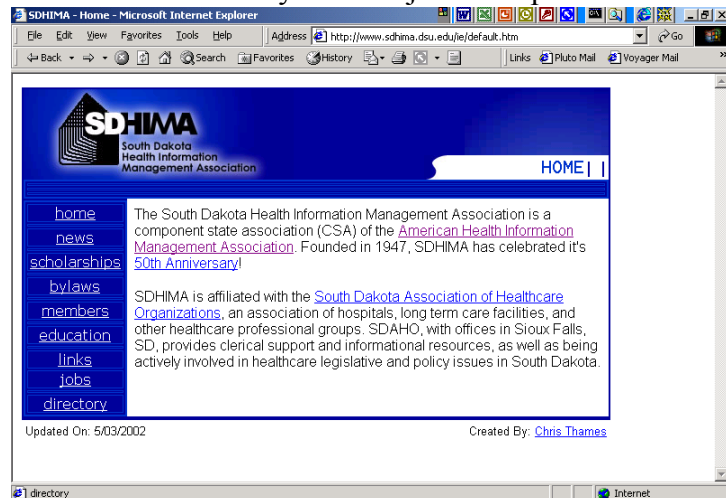 SDHIMA - Home - Microsoft Internet Explorer
File Edit View Favorites Tools Help Address http://www.sdhima.dsu.edu/ie/default.htm Go
Back Search Favorites History Links Pluto Mail Voyager Mail »
SDHIMA
South Dakota
Health Information
Management Association
HOME| |
home
news
scholarships
bylaws
members
education
links
jobs
directory
The South Dakota Health Information Management Association is a
component state association (CSA) of the American Health Information
Management Association. Founded in 1947, SDHIMA has celebrated it's
50th Anniversary!
SDHIMA is affiliated with the South Dakota Association of Healthcare
Organizations, an association of hospitals, long term care facilities, and
other healthcare professional groups. SDAHO, with offices in Sioux Falls,
SD, provides clerical support and informational resources, as well as being
actively involved in healthcare legislative and policy issues in South Dakota.
Updated On: 5/03/2002 Created By: Chris Thames
directory Internet